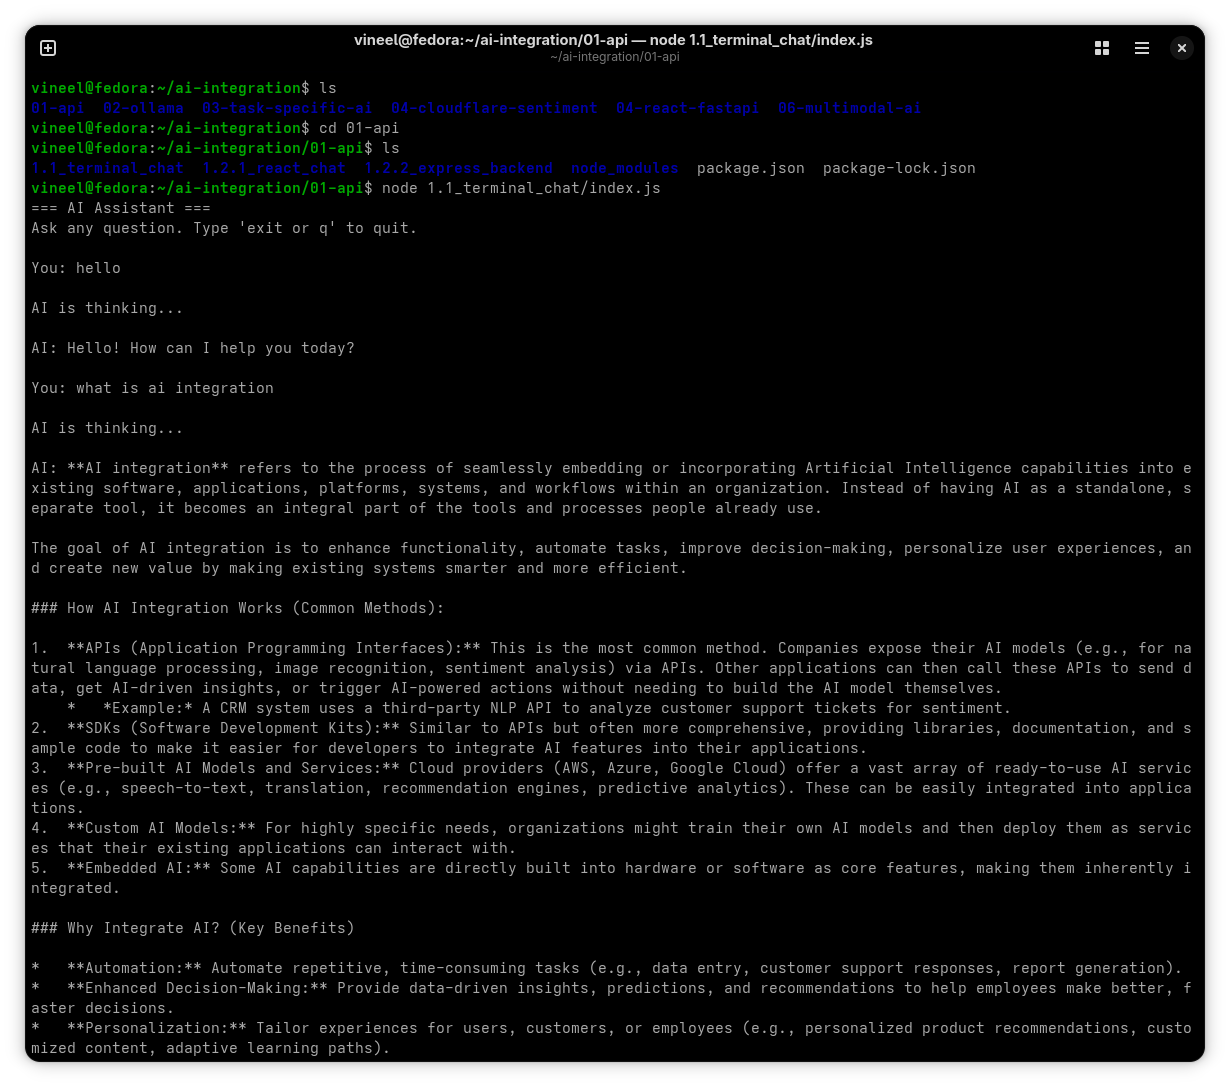 vineel@fedora:~/ai-integration/01-api — node 1.1_terminal_chat/index.js
~/ai-integration/01-api
vineel@fedora:~/ai-integration$ ls
01-api  02-ollama  03-task-specific-ai  04-cloudflare-sentiment  04-react-fastapi  06-multimodal-ai
vineel@fedora:~/ai-integration$ cd 01-api
vineel@fedora:~/ai-integration/01-api$ ls
1.1_terminal_chat  1.2.1_react_chat  1.2.2_express_backend  node_modules  package.json  package-lock.json
vineel@fedora:~/ai-integration/01-api$ node 1.1_terminal_chat/index.js
=== AI Assistant ===
Ask any question. Type 'exit or q' to quit.

You: hello

AI is thinking...

AI: Hello! How can I help you today?

You: what is ai integration

AI is thinking...

AI: **AI integration** refers to the process of seamlessly embedding or incorporating Artificial Intelligence capabilities into e
xisting software, applications, platforms, systems, and workflows within an organization. Instead of having AI as a standalone, s
eparate tool, it becomes an integral part of the tools and processes people already use.

The goal of AI integration is to enhance functionality, automate tasks, improve decision-making, personalize user experiences, an
d create new value by making existing systems smarter and more efficient.

### How AI Integration Works (Common Methods):

1.  **APIs (Application Programming Interfaces):** This is the most common method. Companies expose their AI models (e.g., for na
tural language processing, image recognition, sentiment analysis) via APIs. Other applications can then call these APIs to send d
ata, get AI-driven insights, or trigger AI-powered actions without needing to build the AI model themselves.
    *   *Example:* A CRM system uses a third-party NLP API to analyze customer support tickets for sentiment.
2.  **SDKs (Software Development Kits):** Similar to APIs but often more comprehensive, providing libraries, documentation, and s
ample code to make it easier for developers to integrate AI features into their applications.
3.  **Pre-built AI Models and Services:** Cloud providers (AWS, Azure, Google Cloud) offer a vast array of ready-to-use AI servic
es (e.g., speech-to-text, translation, recommendation engines, predictive analytics). These can be easily integrated into applica
tions.
4.  **Custom AI Models:** For highly specific needs, organizations might train their own AI models and then deploy them as servic
es that their existing applications can interact with.
5.  **Embedded AI:** Some AI capabilities are directly built into hardware or software as core features, making them inherently i
ntegrated.

### Why Integrate AI? (Key Benefits)

*   **Automation:** Automate repetitive, time-consuming tasks (e.g., data entry, customer support responses, report generation).
*   **Enhanced Decision-Making:** Provide data-driven insights, predictions, and recommendations to help employees make better, f
aster decisions.
*   **Personalization:** Tailor experiences for users, customers, or employees (e.g., personalized product recommendations, custo
mized content, adaptive learning paths).